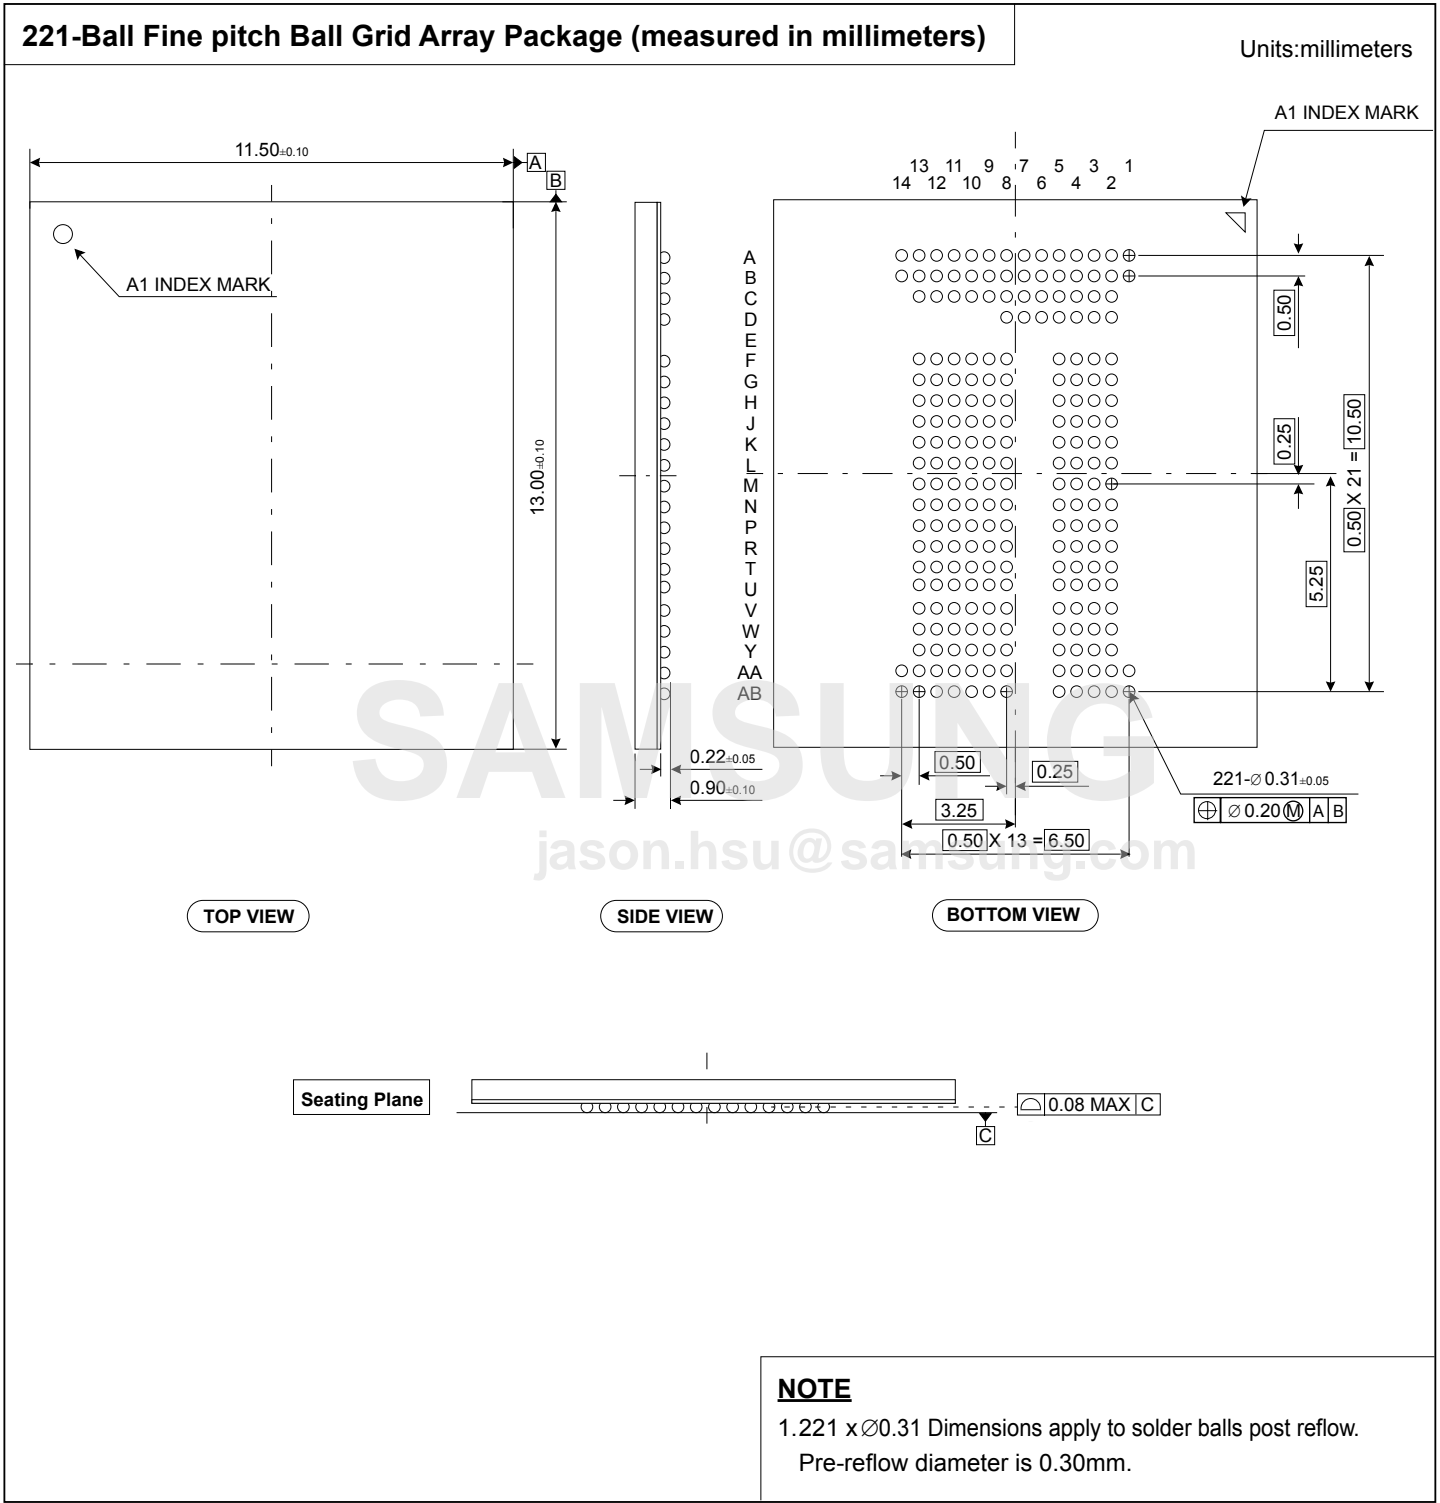 221-Ball Fine pitch Ball Grid Array Package (measured in millimeters)
Units:millimeters
A1 INDEX MARK
11.50±0.10
A
B
13 11 9 7 5 3 1
14 12 10 8 6 4 2
A1 INDEX MARK
13.00±0.10
A
B
C
D
E
F
G
H
J
K
L
M
N
P
R
T
U
V
W
Y
AA
AB
0.50
0.25
0.50 X 21 = 10.50
5.25
SAMSUNG
0.22±0.05
0.90±0.10
0.50
0.25
3.25
0.50 X 13 = 6.50
221-∅ 0.31±0.05
⌖ ∅ 0.20 Ⓜ A B
jason.hsu@samsung.com
TOP VIEW
SIDE VIEW
BOTTOM VIEW
Seating Plane
0.08 MAX C
C
NOTE
1.221 x∅0.31 Dimensions apply to solder balls post reflow.
Pre-reflow diameter is 0.30mm.